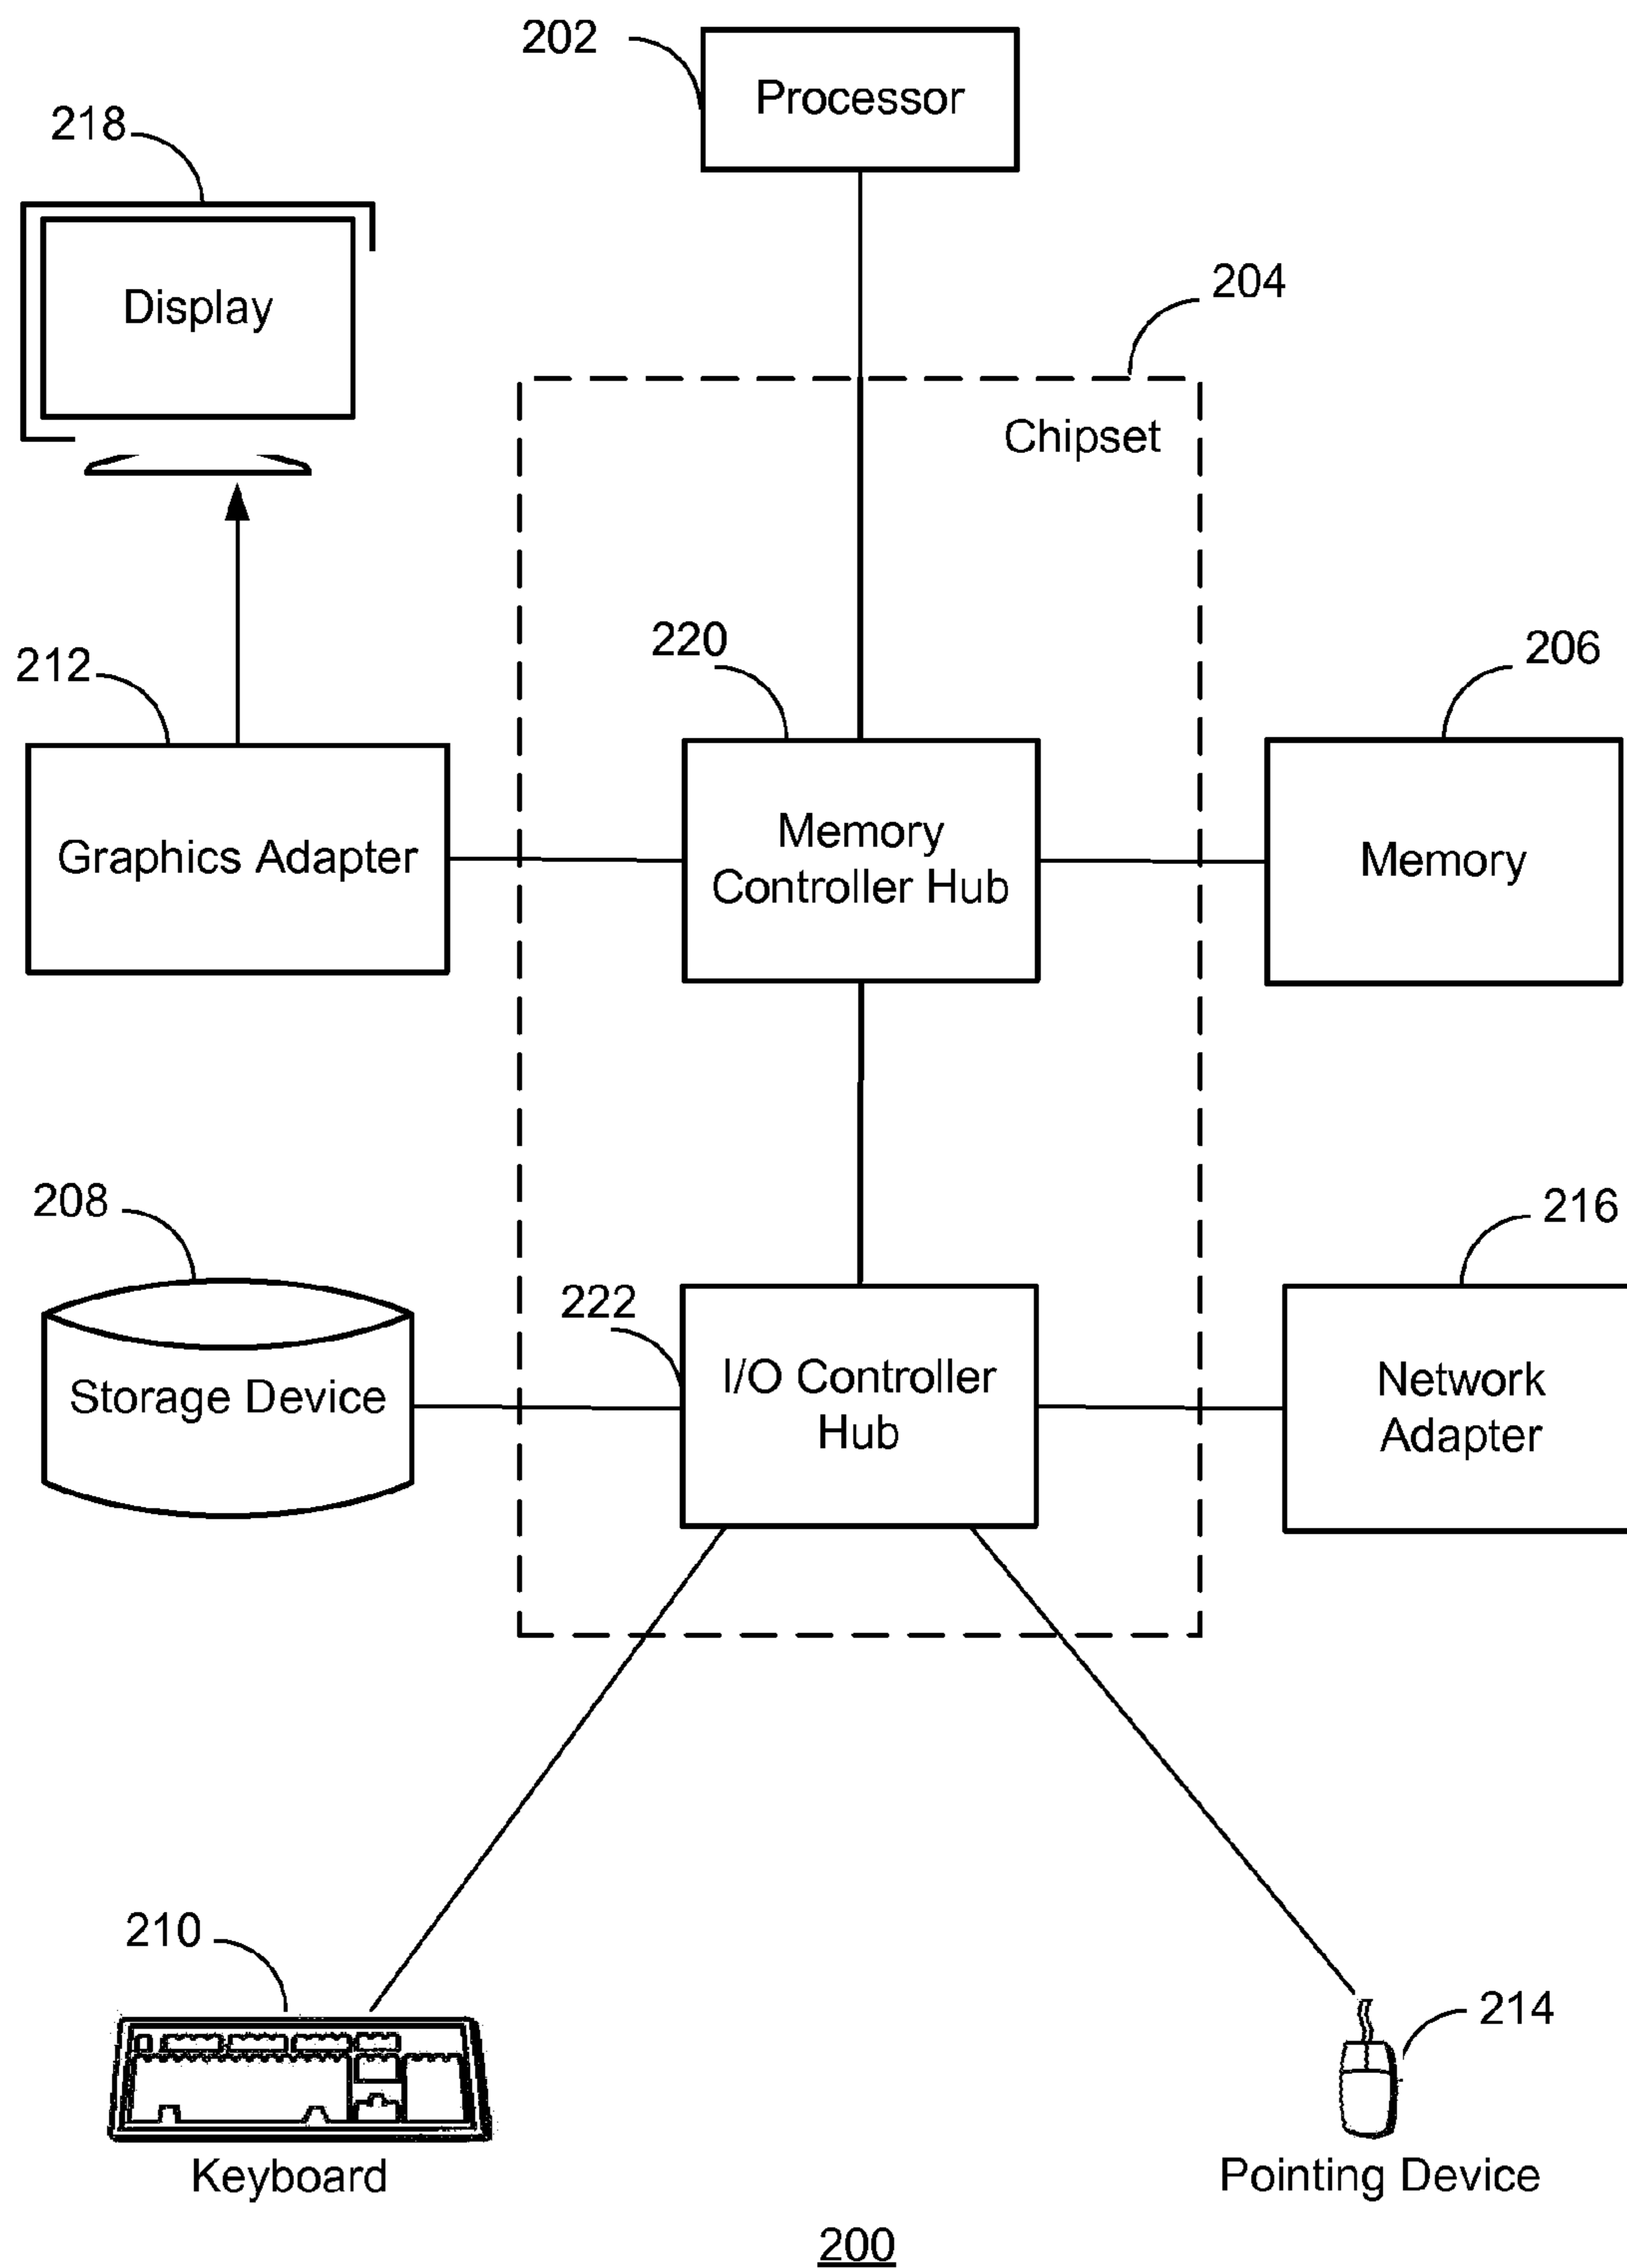 202
Processor
218
Display
204
Chipset
220
206
212
Memory
Controller Hub
Graphics Adapter
Memory
208
216
222
I/O Controller
Hub
Storage Device
Network
Adapter
210
214
Keyboard
Pointing Device
200